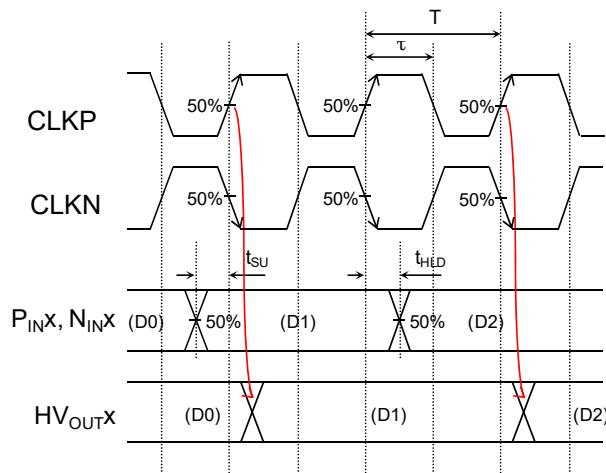 T
τ
50% 50% 50%
CLKP
CLKN
50% 50% 50%
tSU tHLD
PINx, NINx (D0) 50% (D1) 50% (D2)
HVOUTx (D0) (D1) (D2)